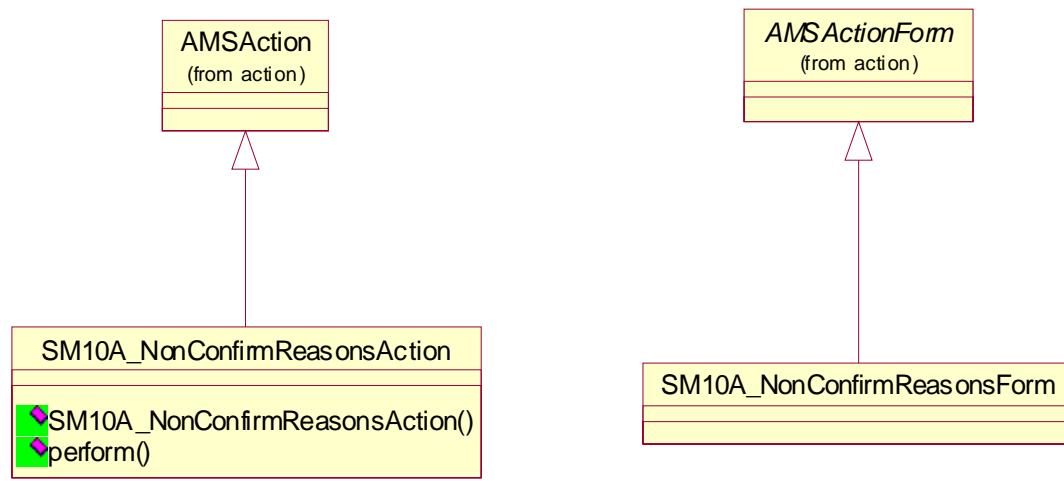 AMSAction
(from action)
SM10A_NonConfirmReasonsAction
SM10A_NonConfirmReasonsAction()
perform()
AMSActionForm
(from action)
SM10A_NonConfirmReasonsForm